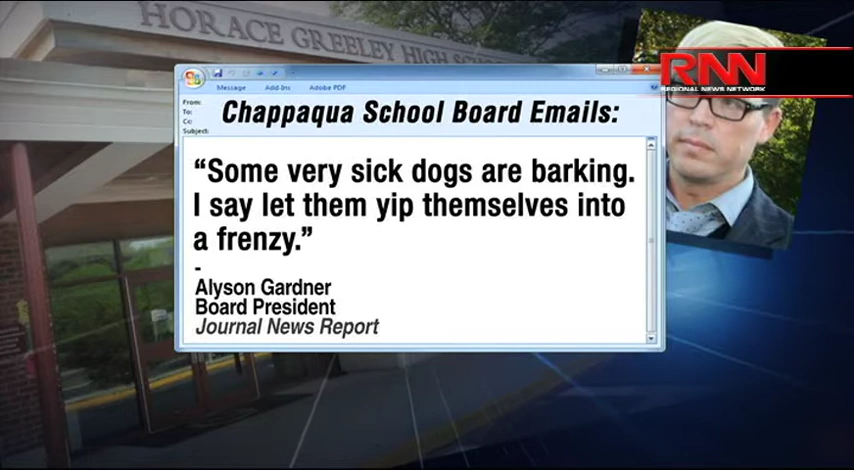 HORACE GREELEY HIGH SCHOOL
RNN
REGIONAL NEWS NETWORK
Message Add-Ins Adobe PDF
From:
To:
Cc:
Subject:
Chappaqua School Board Emails:
“Some very sick dogs are barking.
I say let them yip themselves into
a frenzy.”
-
Alyson Gardner
Board President
Journal News Report